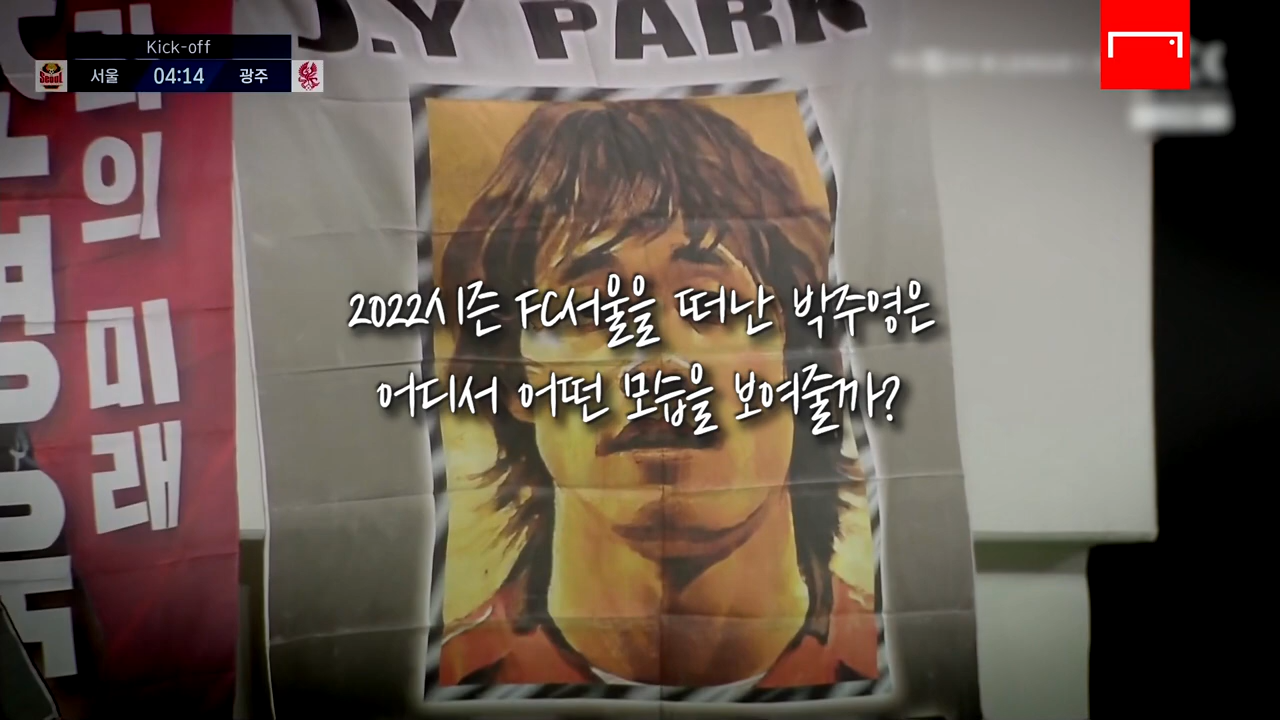 J.Y PARK
Kick-off
서울 04:14 광주
Seoul
의 미래
2022시즌 FC서울을 떠난 박주영은
어디서 어떤 모습을 보여줄까?